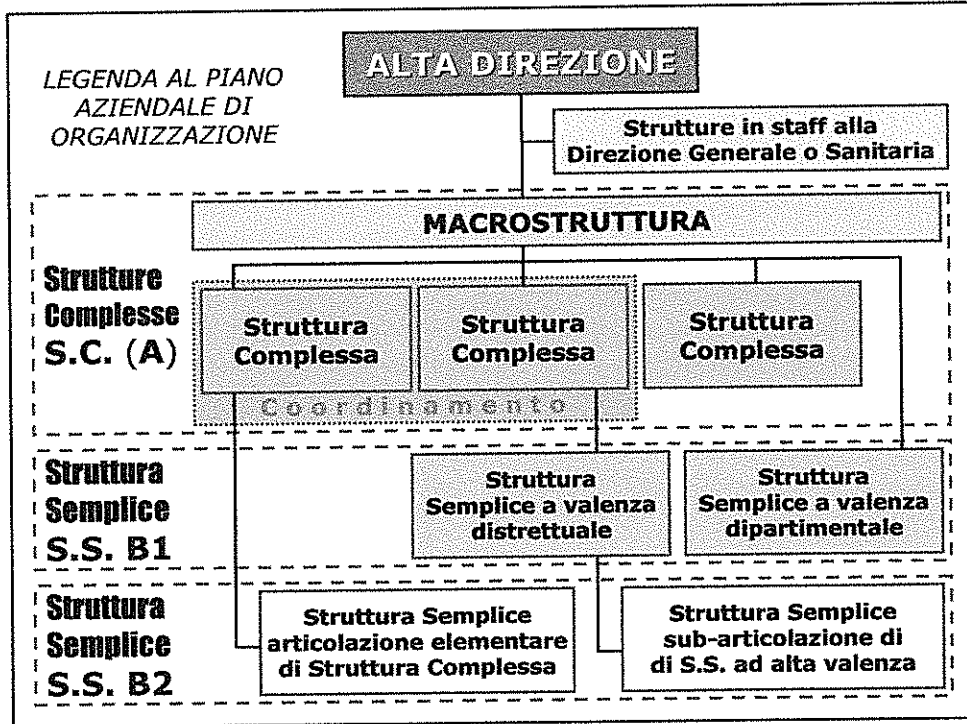 LEGENDA AL PIANO
AZIENDALE DI
ORGANIZZAZIONE
ALTA DIREZIONE
Strutture in staff alla
Direzione Generale o Sanitaria
MACROSTRUTTURA
Strutture
Complesse
S.C. (A)
Struttura
Complessa
Struttura
Complessa
Struttura
Complessa
Coordinamento
Struttura
Semplice
S.S. B1
Struttura
Semplice a valenza
distrettuale
Struttura
Semplice a valenza
dipartimentale
Struttura
Semplice
S.S. B2
Struttura Semplice
articolazione elementare
di Struttura Complessa
Struttura Semplice
sub-articolazione di
di S.S. ad alta valenza